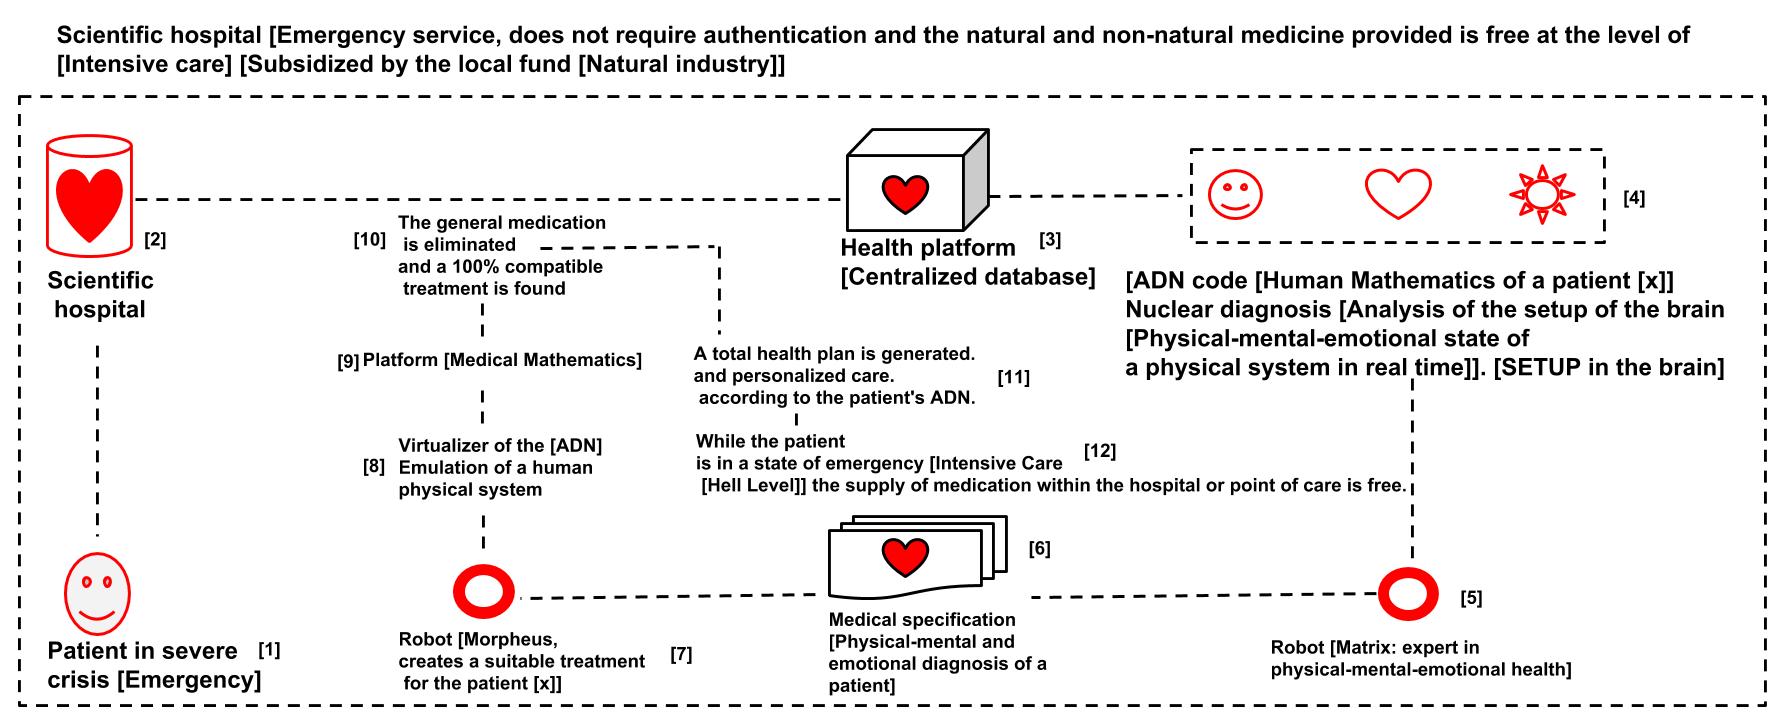 Scientific hospital [Emergency service, does not require authentication and the natural and non-natural medicine provided is free at the level of
[Intensive care] [Subsidized by the local fund [Natural industry]]
[2]
Scientific
hospital
[10]
The general medication
is eliminated
and a 100% compatible
treatment is found
Health platform [3]
[Centralized database]
[4]
[ADN code [Human Mathematics of a patient [x]]
Nuclear diagnosis [Analysis of the setup of the brain
[Physical-mental-emotional state of
a physical system in real time]]. [SETUP in the brain]
[9] Platform [Medical Mathematics]
A total health plan is generated.
and personalized care.
according to the patient's ADN.
[11]
[8]
Virtualizer of the [ADN]
Emulation of a human
physical system
While the patient
is in a state of emergency [Intensive Care
[Hell Level]] the supply of medication within the hospital or point of care is free.
[12]
Patient in severe [1]
crisis [Emergency]
Robot [Morpheus,
creates a suitable treatment
for the patient [x]]
[7]
[6]
Medical specification
[Physical-mental and
emotional diagnosis of a
patient]
[5]
Robot [Matrix: expert in
physical-mental-emotional health]